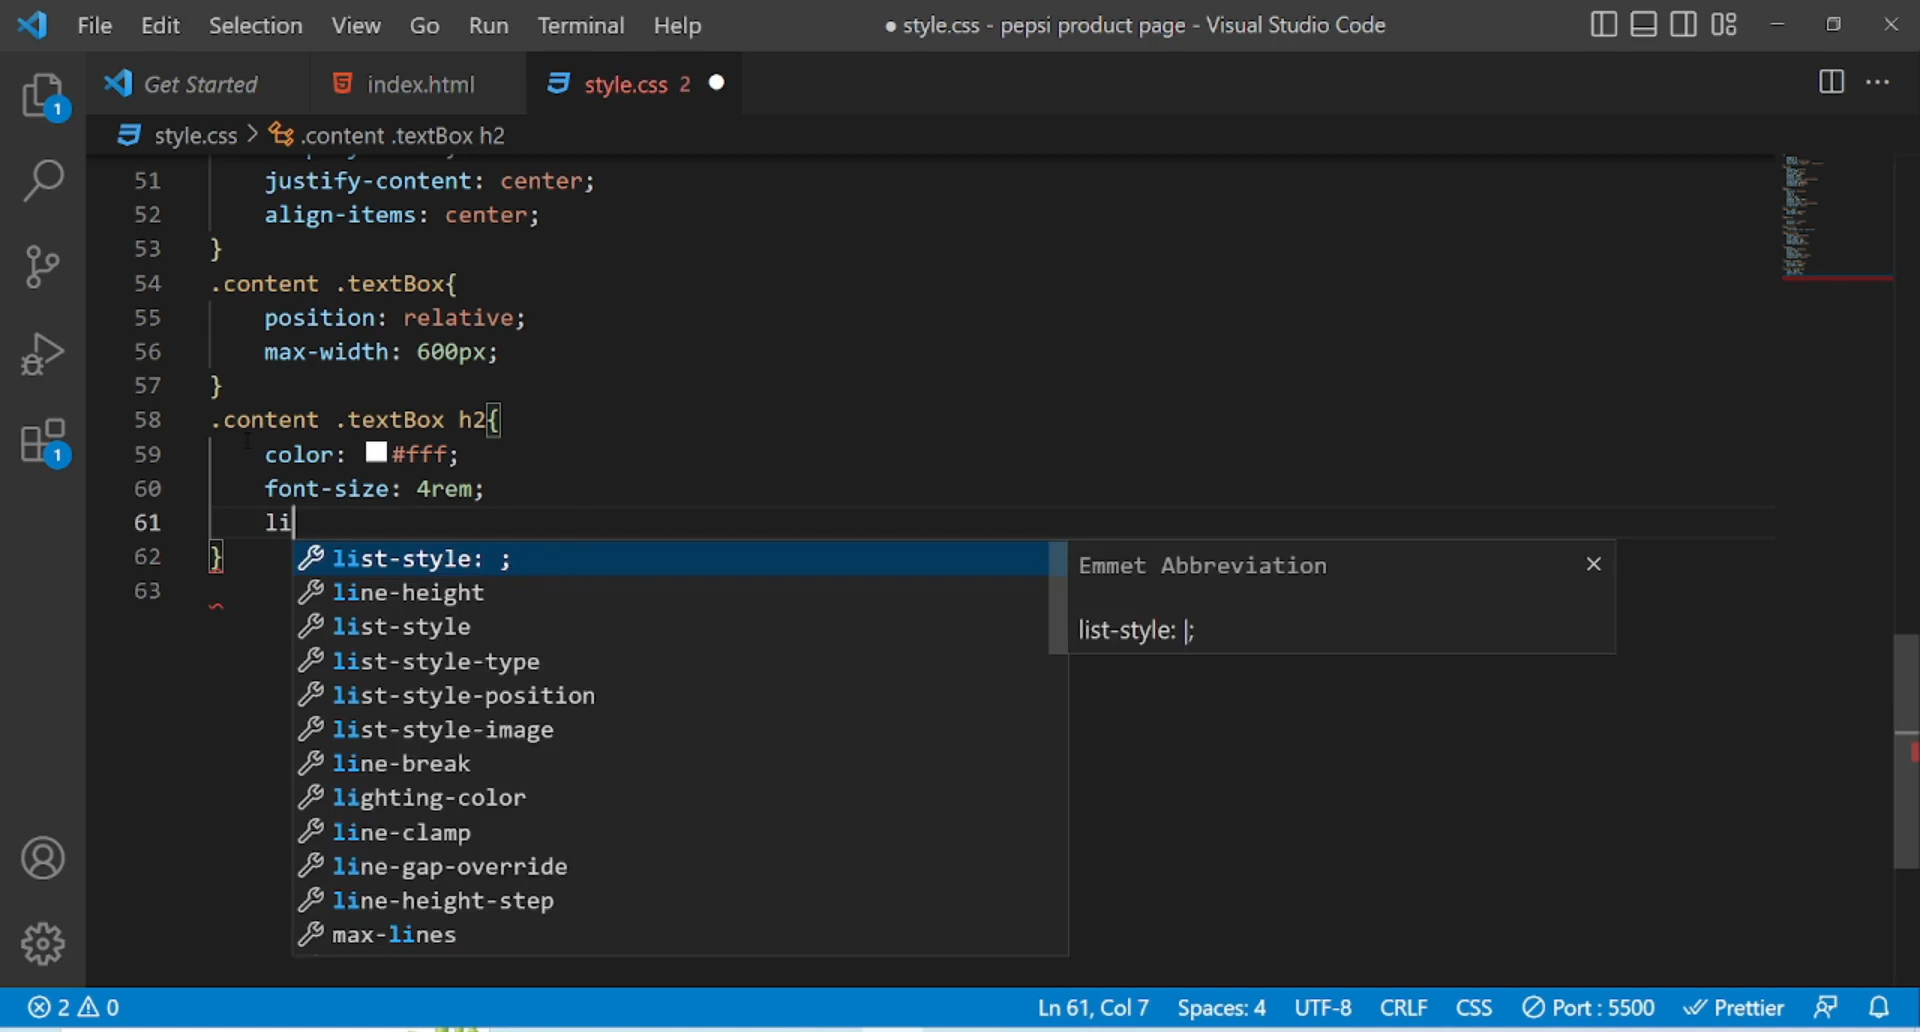 File Edit Selection View Go Run Terminal Help
● style.css - pepsi product page - Visual Studio Code
Get Started index.html style.css 2
style.css > .content .textBox h2
51 justify-content: center;
52 align-items: center;
53 }
54 .content .textBox{
55 position: relative;
56 max-width: 600px;
57 }
58 .content .textBox h2{
59 color: #fff;
60 font-size: 4rem;
61 li
62 }
63
list-style: ;
line-height
list-style
list-style-type
list-style-position
list-style-image
line-break
lighting-color
line-clamp
line-gap-override
line-height-step
max-lines
Emmet Abbreviation
list-style: |;
1
1
2 0
Ln 61, Col 7 Spaces: 4 UTF-8 CRLF CSS Port : 5500 Prettier